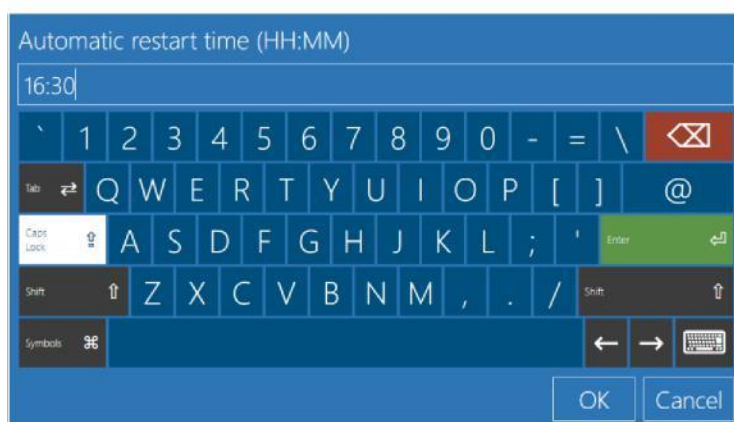 Automatic restart time (HH:MM)
16:30
` 1 2 3 4 5 6 7 8 9 0 - = \
Tab Q W E R T Y U I O P [ ] @
Caps Lock A S D F G H J K L ; ' Enter
Shift Z X C V B N M , . / Shift
Symbols ⌘ ← →
OK Cancel